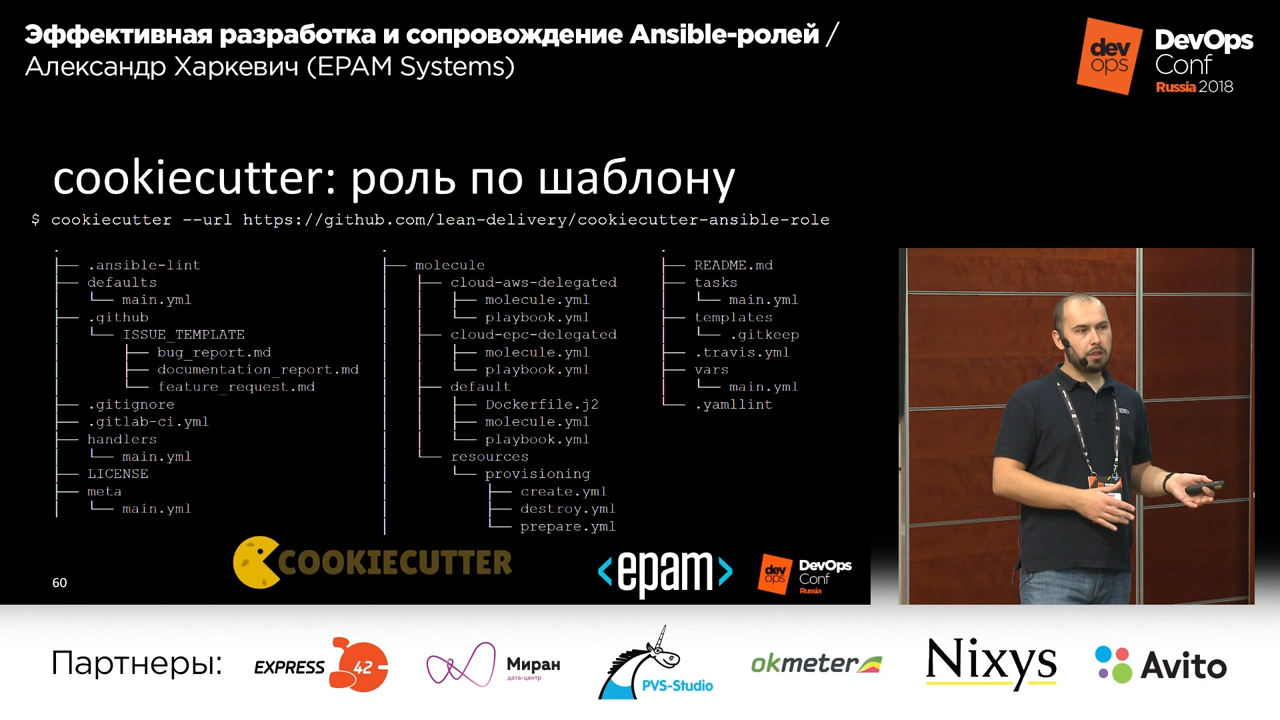 Эффективная разработка и сопровождение Ansible-ролей /
Александр Харкевич (EPAM Systems)
dev
ops
DevOps
Conf
Russia 2018
cookiecutter: роль по шаблону
$ cookiecutter --url https://github.com/lean-delivery/cookiecutter-ansible-role
.
├── .ansible-lint
├── defaults
│   └── main.yml
├── .github
│   └── ISSUE_TEMPLATE
│       ├── bug_report.md
│       ├── documentation_report.md
│       └── feature_request.md
├── .gitignore
├── .gitlab-ci.yml
├── handlers
│   └── main.yml
├── LICENSE
├── meta
│   └── main.yml
.
├── molecule
│   ├── cloud-aws-delegated
│   │   ├── molecule.yml
│   │   └── playbook.yml
│   ├── cloud-epc-delegated
│   │   ├── molecule.yml
│   │   └── playbook.yml
│   ├── default
│   │   ├── Dockerfile.j2
│   │   ├── molecule.yml
│   │   └── playbook.yml
│   └── resources
│       └── provisioning
│           ├── create.yml
│           ├── destroy.yml
│           └── prepare.yml
.
├── README.md
├── tasks
│   └── main.yml
├── templates
│   └── .gitkeep
├── .travis.yml
├── vars
│   └── main.yml
└── .yamllint
COOKIECUTTER
60
<epam>
dev
ops
DevOps
Conf
Russia
Партнеры:
EXPRESS 42
Миран
дата-центр
PVS-Studio
okmeter
Nixys
Avito